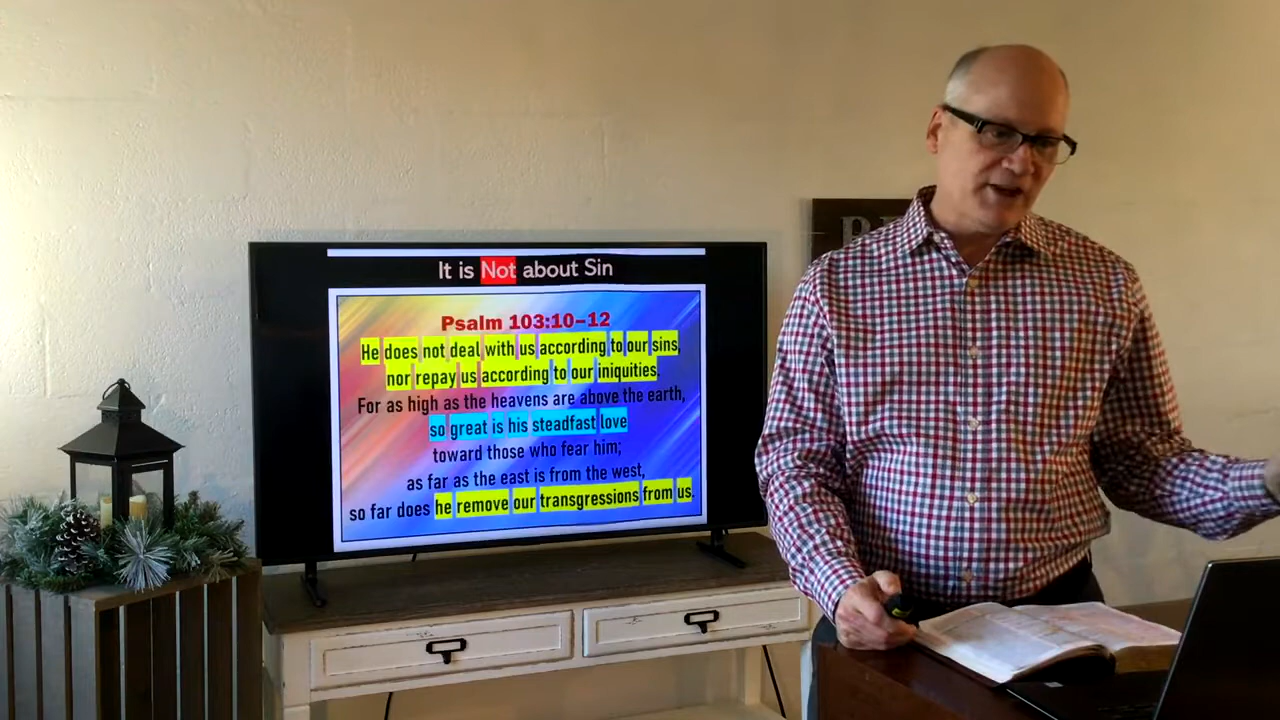 It is Not about Sin
Psalm 103:10–12
He does not deal with us according to our sins,
nor repay us according to our iniquities.
For as high as the heavens are above the earth,
so great is his steadfast love
toward those who fear him;
as far as the east is from the west,
so far does he remove our transgressions from us.